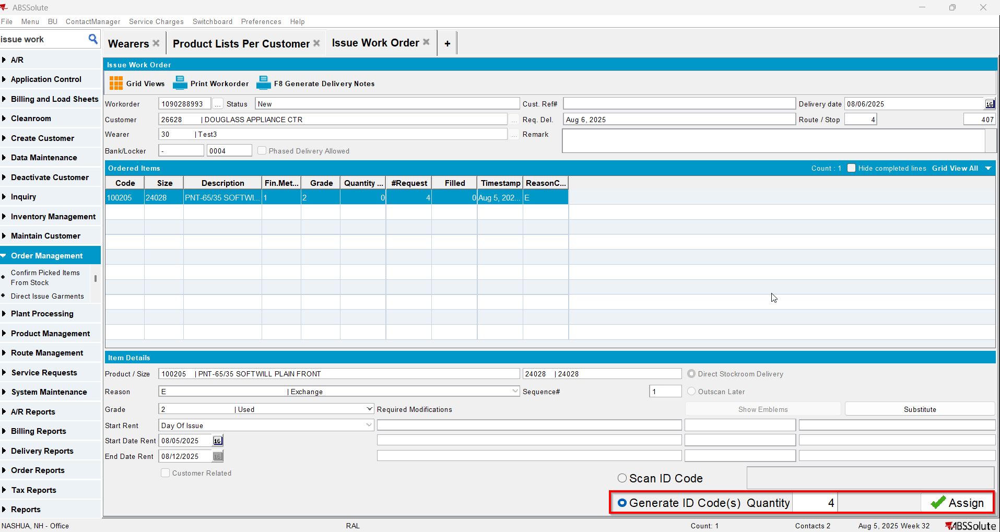 ABSSolute
File Menu BU ContactManager Service Charges Switchboard Preferences Help
issue work
Wearers Product Lists Per Customer Issue Work Order +
A/R
Application Control
Billing and Load Sheets
Cleanroom
Create Customer
Data Maintenance
Deactivate Customer
Inquiry
Inventory Management
Maintain Customer
Order Management
Confirm Picked Items
From Stock
Direct Issue Garments
Plant Processing
Product Management
Route Management
Service Requests
System Maintenance
A/R Reports
Billing Reports
Delivery Reports
Order Reports
Tax Reports
Reports
Issue Work Order
Grid Views Print Workorder F8 Generate Delivery Notes
Workorder 1090288993 ... Status New Cust. Ref# Delivery date 08/06/2025 16
Customer 26628 | DOUGLASS APPLIANCE CTR ... Req. Del. Aug 6, 2025 Route / Stop 4 407
Wearer 30 | Test3 ... Remark
Bank/Locker - 0004 Phased Delivery Allowed
Ordered Items Count : 1 Hide completed lines Grid View All
Code Size Description Fin.Met... Grade Quantity ... #Request Filled Timestamp ReasonC...
100205 24028 PNT-65/35 SOFTWI... 1 2 0 4 0 Aug 5, 202... E
Item Details
Product / Size 100205 | PNT-65/35 SOFTWILL PLAIN FRONT 24028 | 24028 Direct Stockroom Delivery
Reason E | Exchange Sequence# 1 Outscan Later
Grade 2 | Used Required Modifications Show Emblems Substitute
Start Rent Day Of Issue
Start Date Rent 08/05/2025 16
End Date Rent 08/12/2025 16
Customer Related
Scan ID Code
Generate ID Code(s) Quantity 4 Assign
NASHUA, NH - Office RAL Count: 1 Contacts 2 Aug 5, 2025 Week 32 ABSSolute